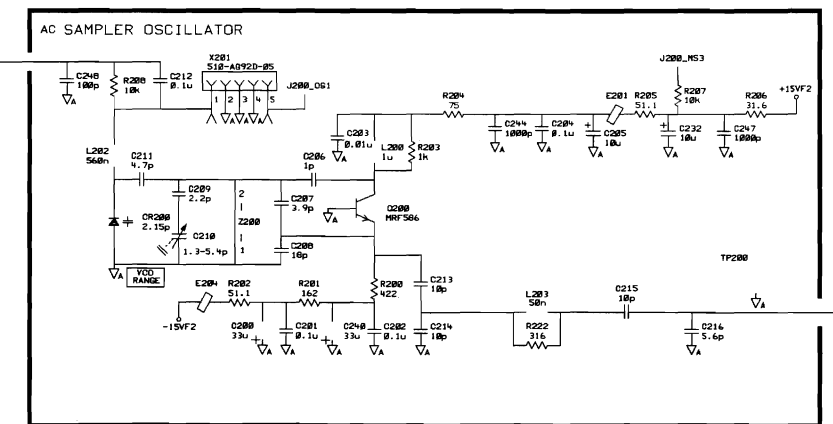 AC SAMPLER OSCILLATOR
X201
510-AG92D-05
J200_OS1
1 2 3 4 5
C248
100p
A
R208
10k
C212
0.1u
A A A
J200_MS3
R207
10k
+15VF2
R204
75
E201
R205
51.1
R206
31.6
C203
0.01u
A
L200
1u
R203
1k
C244
1000p
A
C204
0.1u
A
+
C205
10u
A
+
C232
10u
A
C247
1000p
A
L202
560n
C211
4.7p
C206
1p
C209
2.2p
2
Z200
1
C207
3.9p
Q200
MRF586
A
CR200
2.15p
C210
1.3-5.4p
C208
18p
A
VCO
RANGE
TP200
A
E204
R202
51.1
R201
162
R200
422
C213
10p
L203
50n
C215
10p
-15VF2
C200
33u
+
A
C201
0.1u
A
C240
33u
+
A
C202
0.1u
A
C214
10p
A
R222
316
C216
5.6p
A